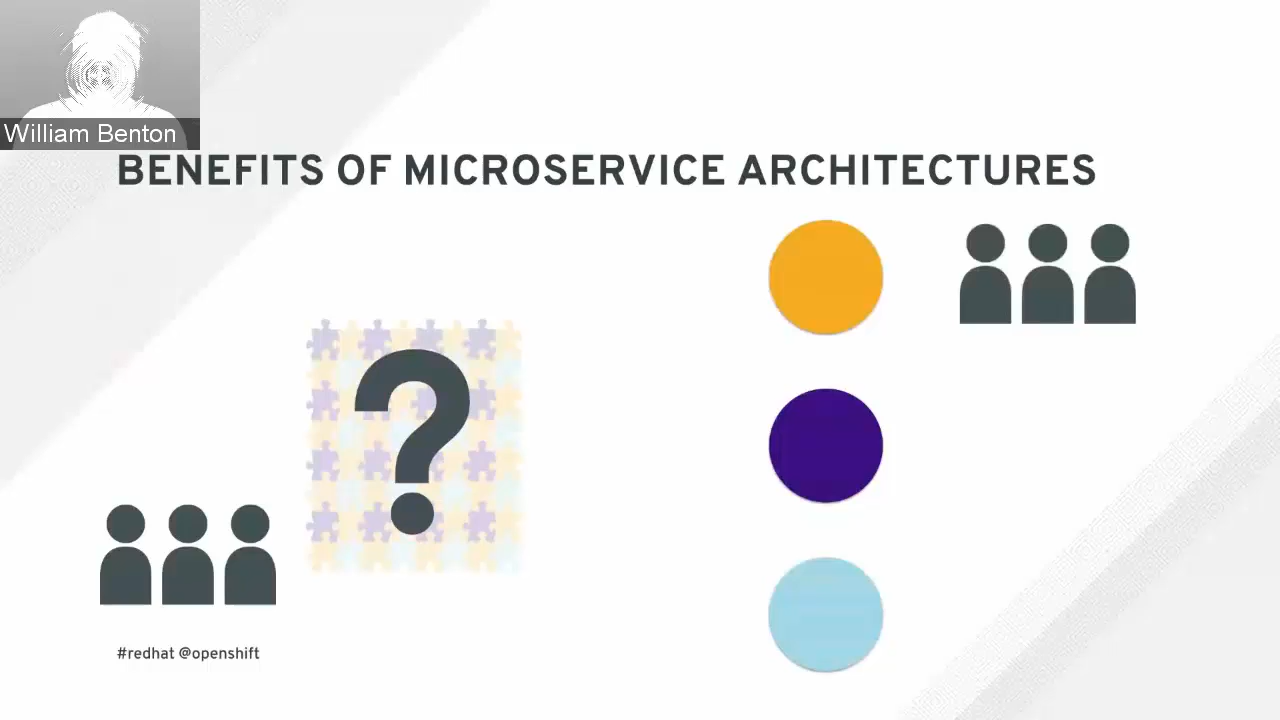 William Benton
BENEFITS OF MICROSERVICE ARCHITECTURES
?
#redhat @openshift